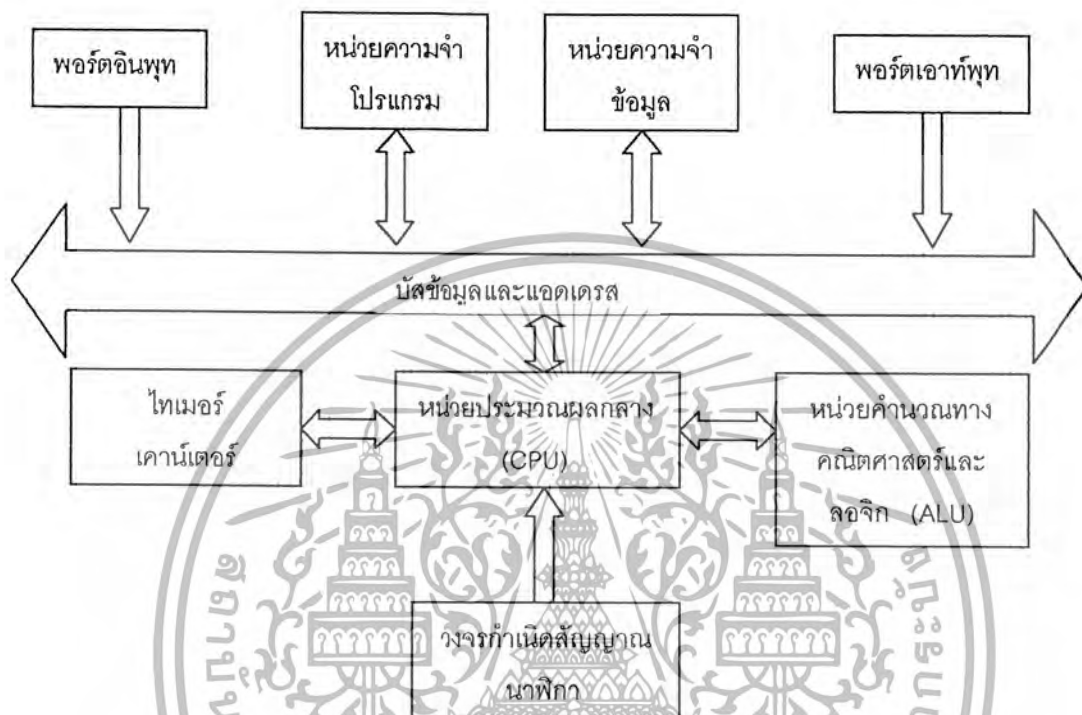 พอร์ตอินพุท
หน่วยความจำ
โปรแกรม
หน่วยความจำ
ข้อมูล
พอร์ตเอาท์พุท
บัสข้อมูลและแอดเดรส
ไทเมอร์
เคาน์เตอร์
หน่วยประมวณผลกลาง
(CPU)
หน่วยคำนวณทาง
คณิตศาสตร์และ
ลอจิก (ALU)
วงจรกำเนิดสัญญาณ
นาฬิกา